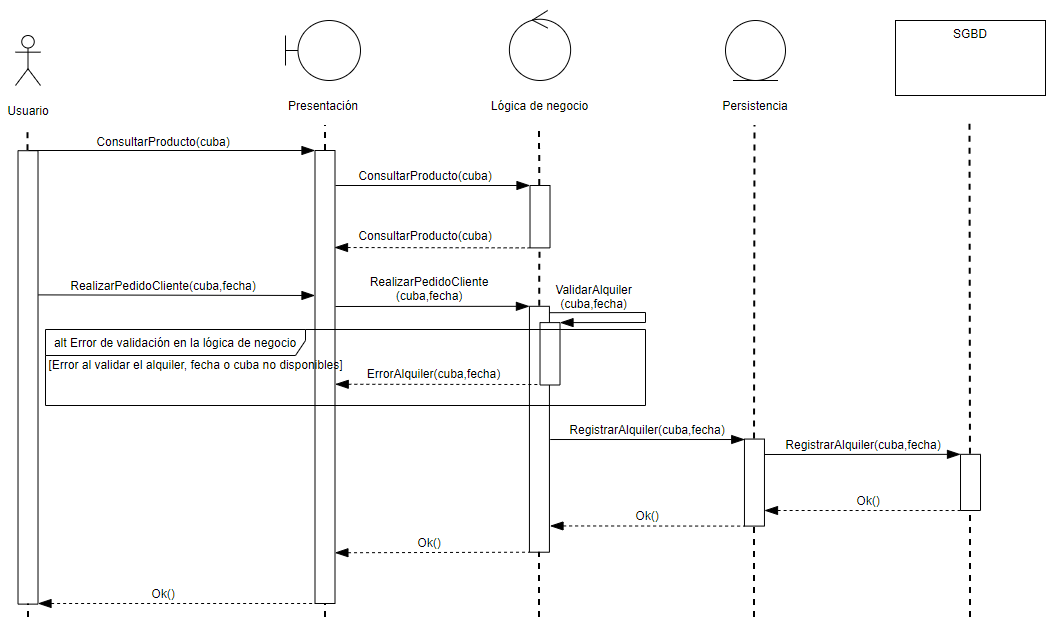 SGBD
Usuario
Presentación
Lógica de negocio
Persistencia
ConsultarProducto(cuba)
ConsultarProducto(cuba)
ConsultarProducto(cuba)
RealizarPedidoCliente(cuba,fecha)
RealizarPedidoCliente
(cuba,fecha)
ValidarAlquiler
(cuba,fecha)
alt Error de validación en la lógica de negocio
[Error al validar el alquiler, fecha o cuba no disponibles]
ErrorAlquiler(cuba,fecha)
RegistrarAlquiler(cuba,fecha)
RegistrarAlquiler(cuba,fecha)
Ok()
Ok()
Ok()
Ok()